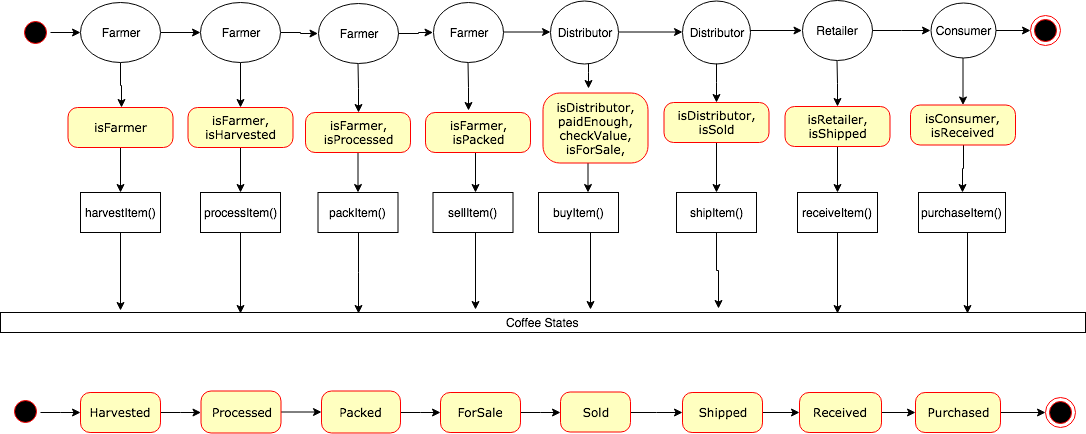 Farmer
Farmer
Farmer
Farmer
Distributor
Distributor
Retailer
Consumer
isFarmer
isFarmer,
isHarvested
isFarmer,
isProcessed
isFarmer,
isPacked
isDistributor,
paidEnough,
checkValue,
isForSale,
isDistributor,
isSold
isRetailer,
isShipped
isConsumer,
isReceived
harvestItem()
processItem()
packItem()
sellItem()
buyItem()
shipItem()
receiveItem()
purchaseItem()
Coffee States
Harvested
Processed
Packed
ForSale
Sold
Shipped
Received
Purchased